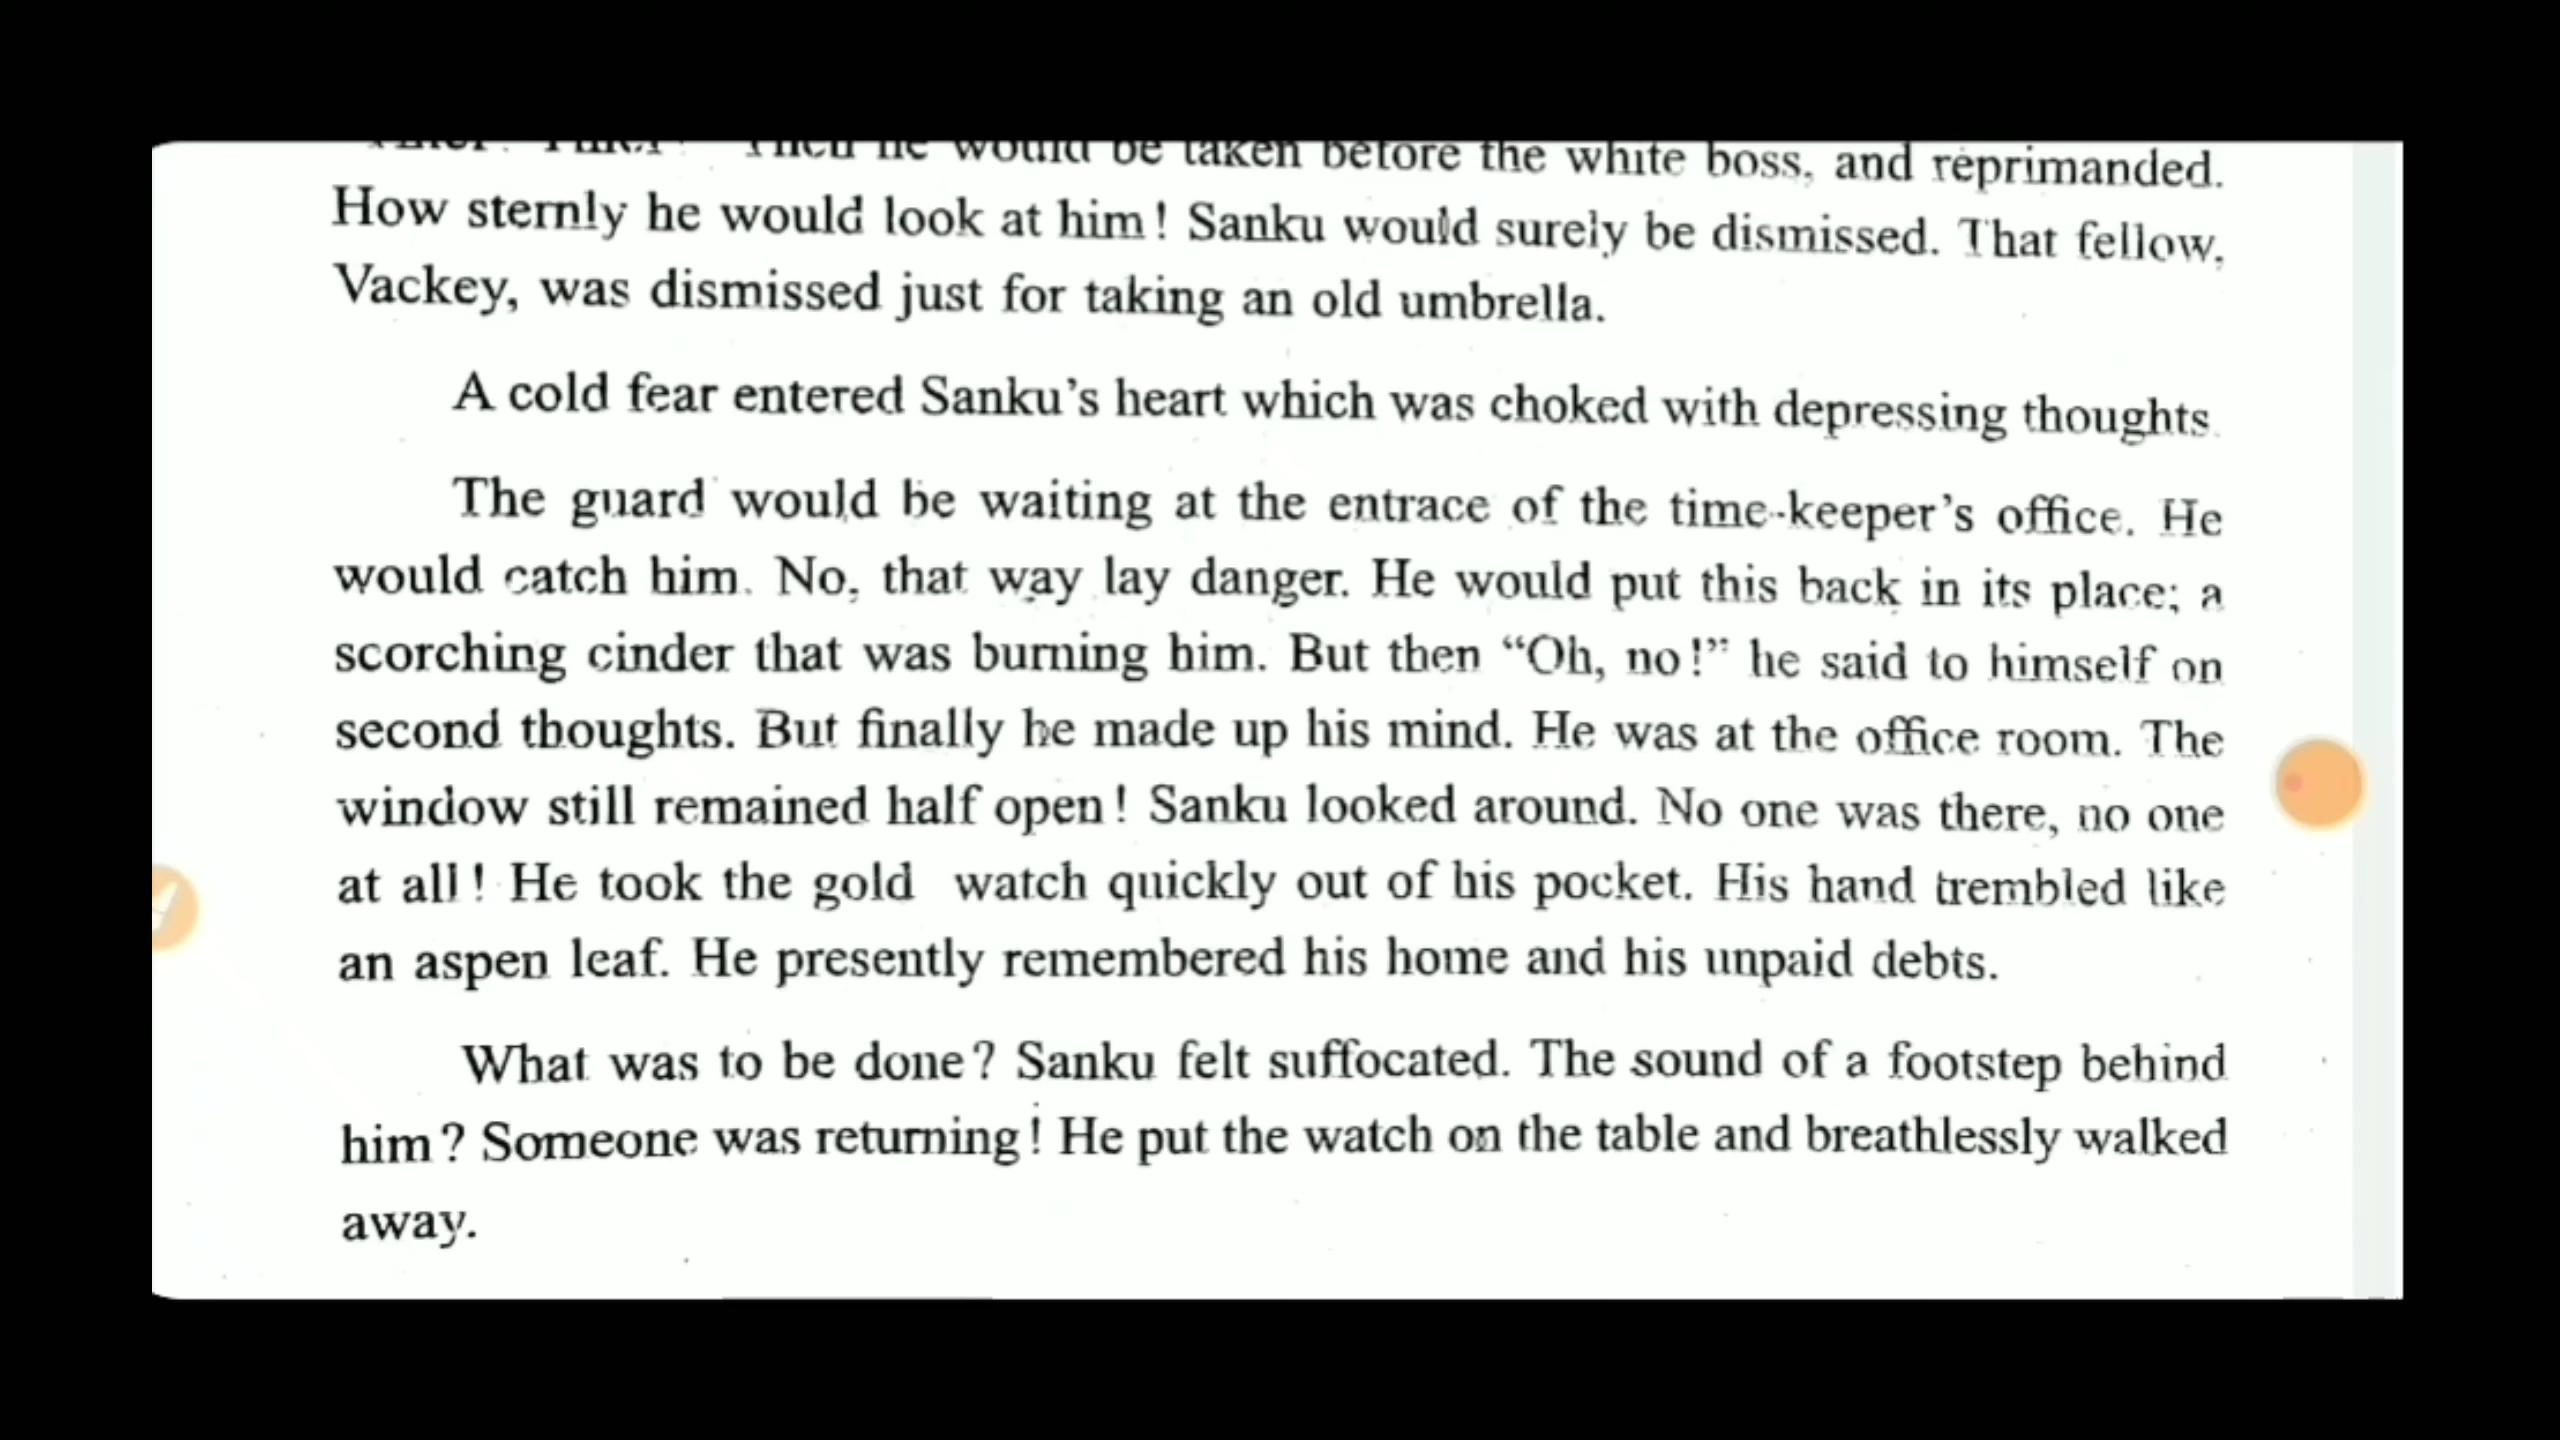 Then he would be taken before the white boss, and reprimanded.
How sternly he would look at him! Sanku would surely be dismissed. That fellow,
Vackey, was dismissed just for taking an old umbrella.
A cold fear entered Sanku's heart which was choked with depressing thoughts.
The guard would be waiting at the entrace of the time-keeper's office. He
would catch him. No, that way lay danger. He would put this back in its place; a
scorching cinder that was burning him. But then “Oh, no!” he said to himself on
second thoughts. But finally he made up his mind. He was at the office room. The
window still remained half open! Sanku looked around. No one was there, no one
at all! He took the gold watch quickly out of his pocket. His hand trembled like
an aspen leaf. He presently remembered his home and his unpaid debts.
What was to be done? Sanku felt suffocated. The sound of a footstep behind
him? Someone was returning! He put the watch on the table and breathlessly walked
away.